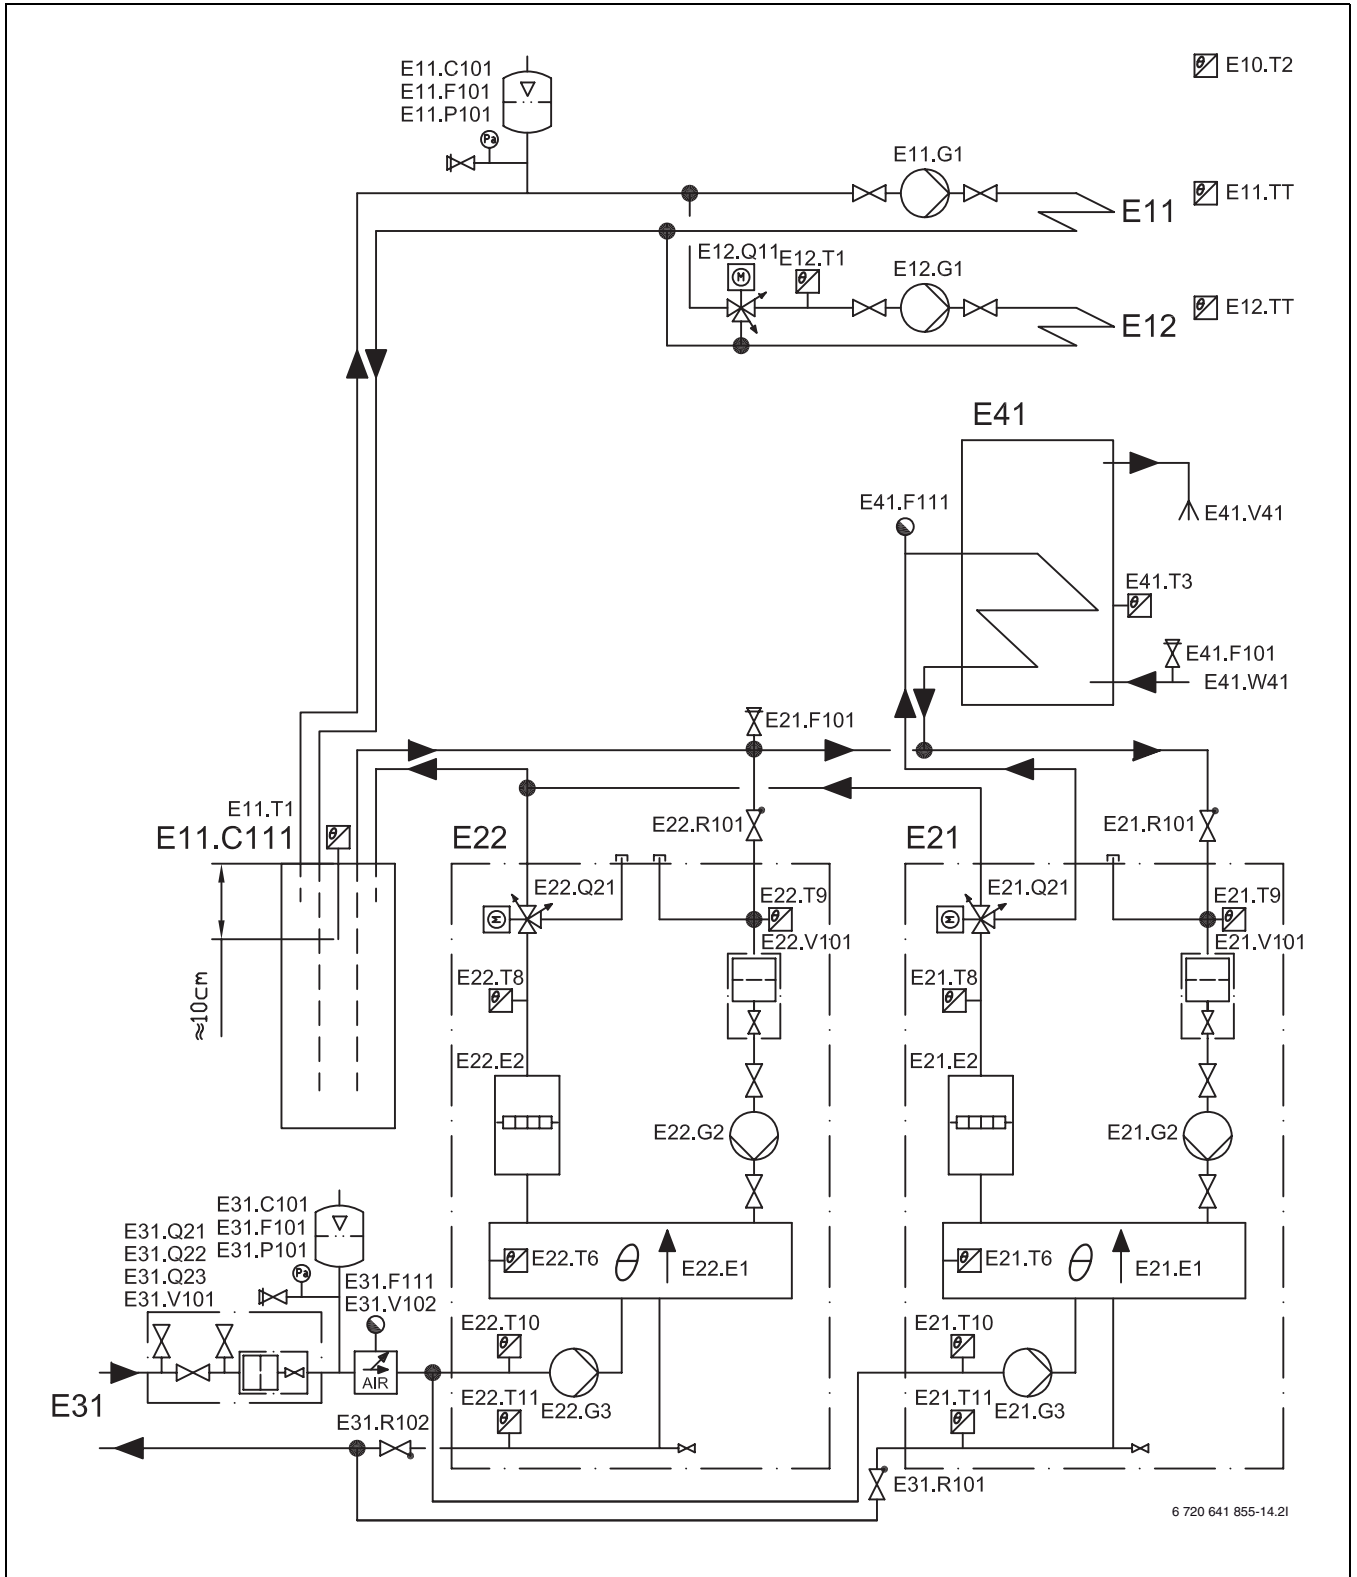 E11.C101
E11.F101
E11.P101
Pa
E10.T2
θ
E11.G1
E11
θ
E11.TT
E12.Q11
M
E12.T1
θ
E12.G1
E12
θ
E12.TT
E41
E41.F111
E41.V41
E41.T3
θ
E41.F101
E41.W41
E21.F101
E11.T1
E11.C111
θ
≈10cm
E22
E22.R101
E21
E21.R101
E22.Q21
M
E22.T9
θ
E22.V101
E22.T8
θ
E22.E2
E22.G2
E22.T6
θ
θ
E22.E1
E22.T10
θ
E22.G3
E22.T11
θ
E21.Q21
M
E21.T9
θ
E21.V101
E21.T8
θ
E21.E2
E21.G2
E21.T6
θ
θ
E21.E1
E21.T10
θ
E21.G3
E21.T11
θ
E31.Q21
E31.Q22
E31.Q23
E31.V101
E31.C101
E31.F101
E31.P101
Pa
E31.F111
E31.V102
AIR
E31
E31.R102
E31.R101
6 720 641 855-14.2I